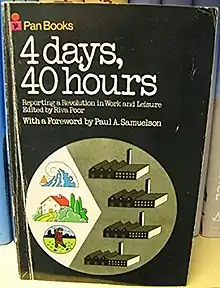 Pan Books
4 days,
40 hours
Reporting a Revolution in Work and Leisure
Edited by Riva Poor
With a Foreword by Paul A. Samuelson